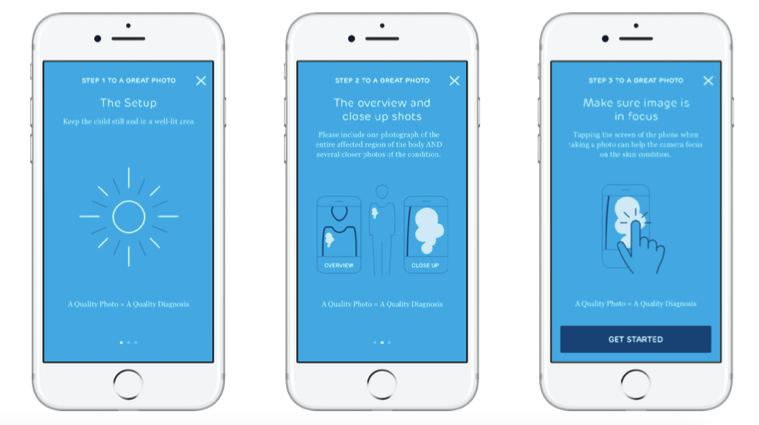 STEP 1 TO A GREAT PHOTO
The Setup
Keep the child still and in a well-lit area.
A Quality Photo = A Quality Diagnosis
STEP 2 TO A GREAT PHOTO
The overview and
close up shots
Please include one photograph of the
entire affected region of the body AND
several closer photos of the condition.
OVERVIEW
CLOSE UP
A Quality Photo = A Quality Diagnosis
STEP 3 TO A GREAT PHOTO
Make sure image is
in focus
Tapping the screen of the phone when
taking a photo can help the camera focus
on the skin condition.
A Quality Photo = A Quality Diagnosis
GET STARTED